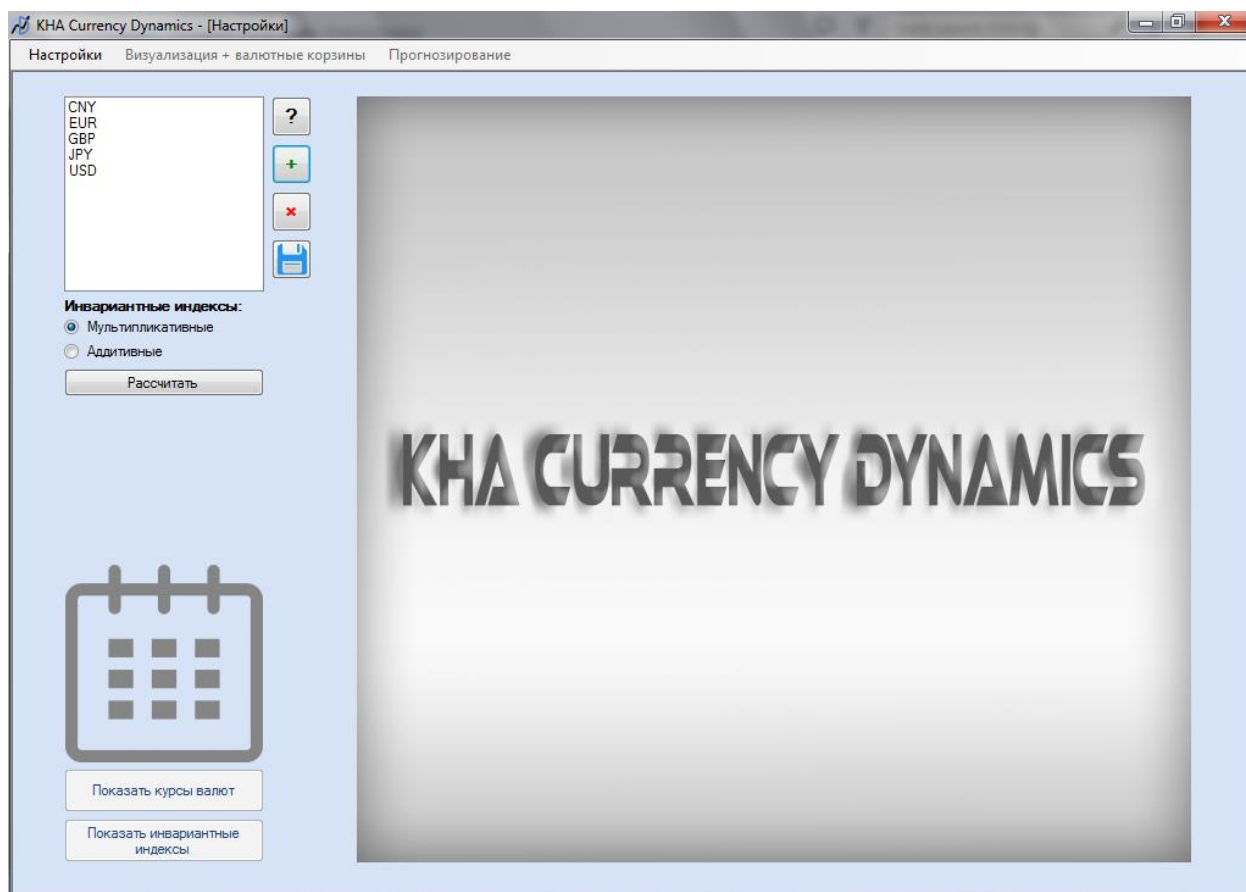 KHA Currency Dynamics - [Настройки]
Настройки Визуализация + валютные корзины Прогнозирование
CNY
EUR
GBP
JPY
USD
?
Инвариантные индексы:
Мультипликативные
Аддитивные
Рассчитать
KHA CURRENCY DYNAMICS
Показать курсы валют
Показать инвариантные
индексы